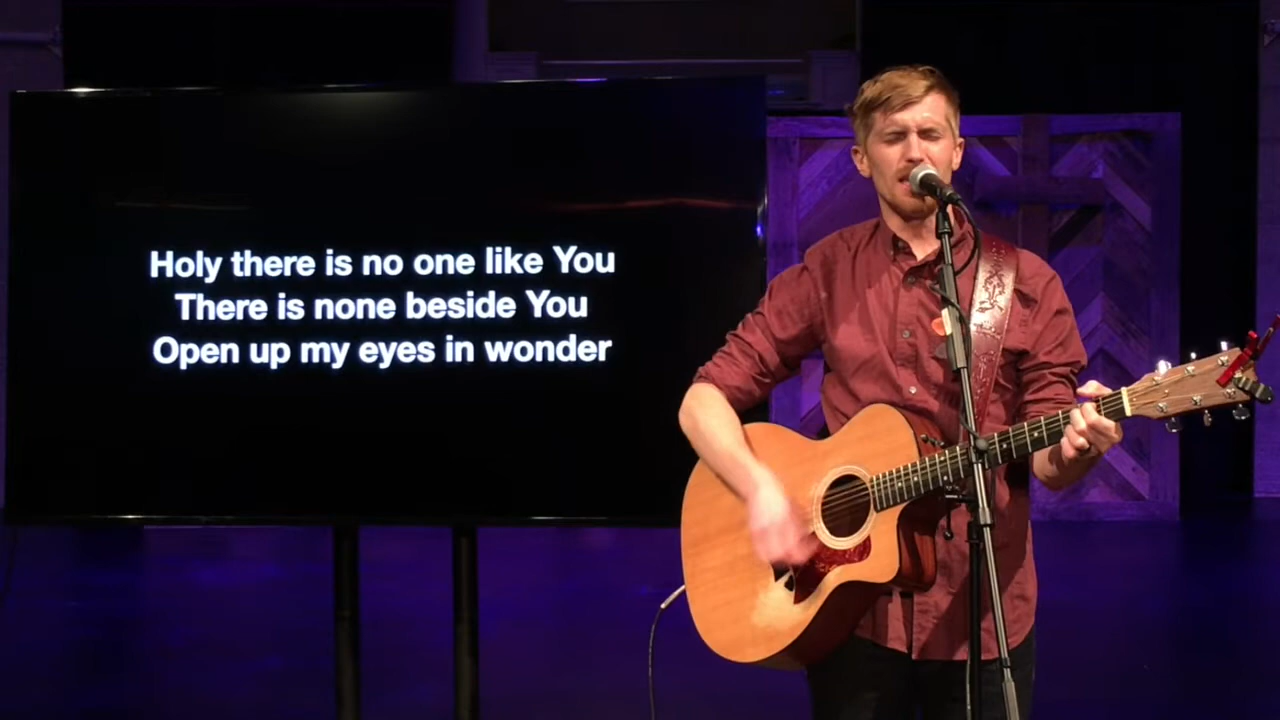 Holy there is no one like You
There is none beside You
Open up my eyes in wonder